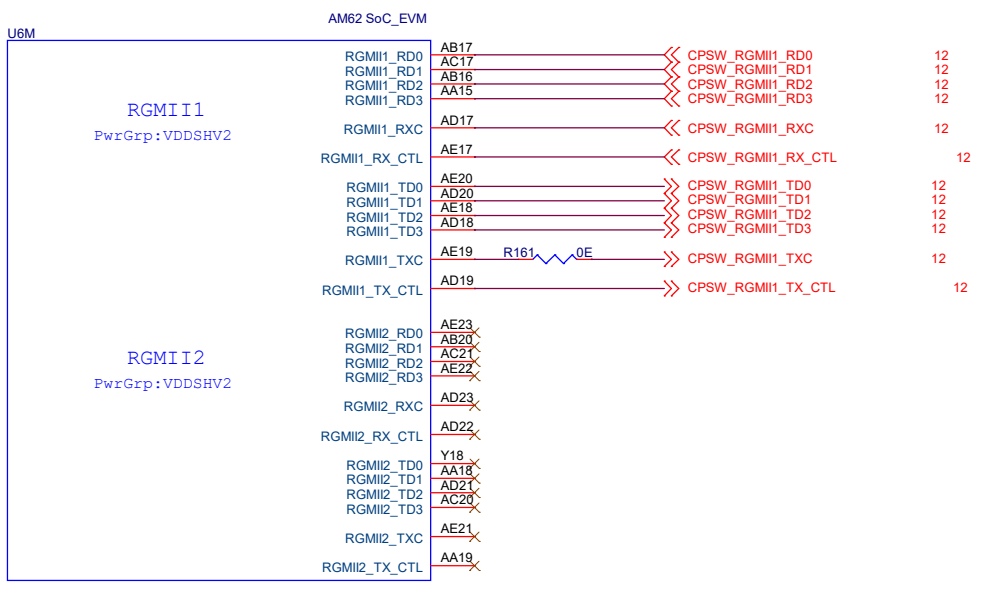 AM62 SoC_EVM
U6M
RGMII1
PwrGrp:VDDSHV2
RGMII1_RD0 AB17 CPSW_RGMII1_RD0 12
RGMII1_RD1 AC17 CPSW_RGMII1_RD1 12
RGMII1_RD2 AB16 CPSW_RGMII1_RD2 12
RGMII1_RD3 AA15 CPSW_RGMII1_RD3 12
RGMII1_RXC AD17 CPSW_RGMII1_RXC 12
RGMII1_RX_CTL AE17 CPSW_RGMII1_RX_CTL 12
RGMII1_TD0 AE20 CPSW_RGMII1_TD0 12
RGMII1_TD1 AD20 CPSW_RGMII1_TD1 12
RGMII1_TD2 AE18 CPSW_RGMII1_TD2 12
RGMII1_TD3 AD18 CPSW_RGMII1_TD3 12
RGMII1_TXC AE19 R161 0E CPSW_RGMII1_TXC 12
RGMII1_TX_CTL AD19 CPSW_RGMII1_TX_CTL 12
RGMII2
PwrGrp:VDDSHV2
RGMII2_RD0 AE23
RGMII2_RD1 AB20
RGMII2_RD2 AC21
RGMII2_RD3 AE22
RGMII2_RXC AD23
RGMII2_RX_CTL AD22
RGMII2_TD0 Y18
RGMII2_TD1 AA18
RGMII2_TD2 AD21
RGMII2_TD3 AC20
RGMII2_TXC AE21
RGMII2_TX_CTL AA19